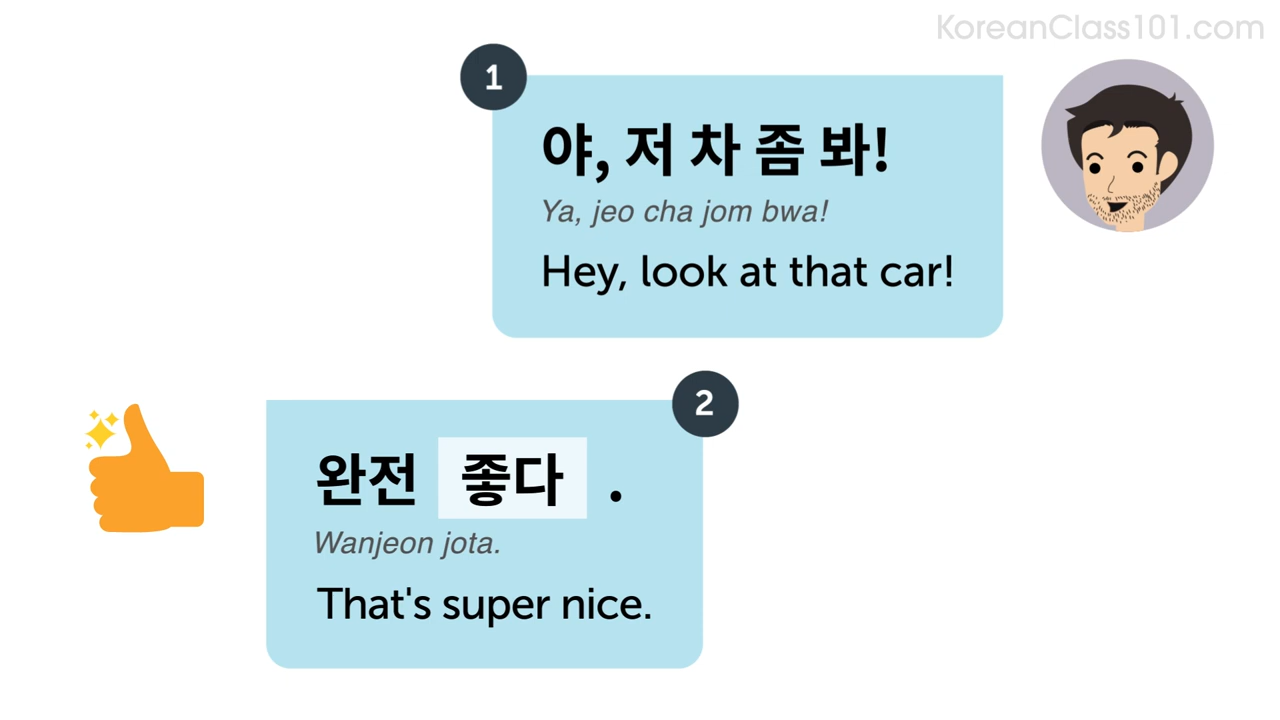 KoreanClass101.com
1
야, 저 차 좀 봐!
Ya, jeo cha jom bwa!
Hey, look at that car!
2
완전 좋다 .
Wanjeon jota.
That's super nice.